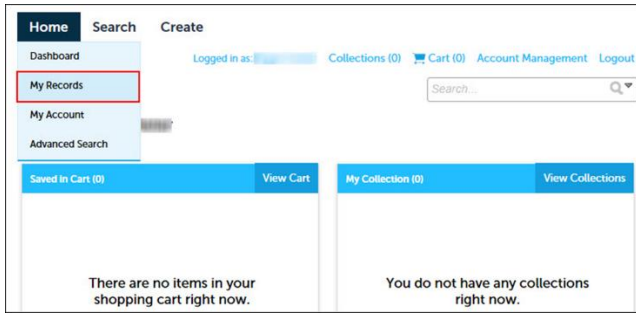 Home Search Create
Dashboard
Logged in as: Collections (0) Cart (0) Account Management Logout
My Records
Search...
My Account
Advanced Search
Saved in Cart (0) View Cart My Collection (0) View Collections
There are no items in your
shopping cart right now.
You do not have any collections
right now.